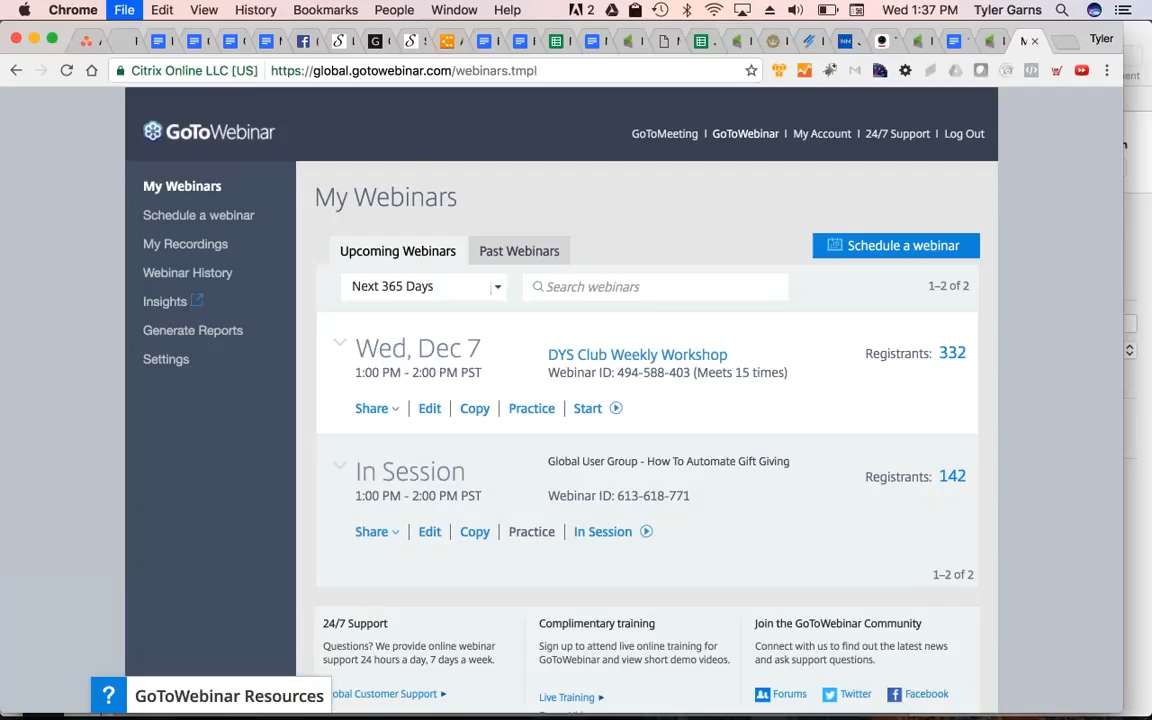 Chrome File Edit View History Bookmarks People Window Help 2 Wed 1:37 PM Tyler Garns
Tyler
Citrix Online LLC [US] https://global.gotowebinar.com/webinars.tmpl
GoToWebinar
GoToMeeting | GoToWebinar | My Account | 24/7 Support | Log Out
My Webinars
Schedule a webinar
My Recordings
Webinar History
Insights
Generate Reports
Settings
My Webinars
Upcoming Webinars Past Webinars Schedule a webinar
Next 365 Days Search webinars 1–2 of 2
Wed, Dec 7 DYS Club Weekly Workshop Registrants: 332
1:00 PM - 2:00 PM PST Webinar ID: 494-588-403 (Meets 15 times)
Share | Edit | Copy | Practice | Start
Global User Group - How To Automate Gift Giving
In Session Registrants: 142
1:00 PM - 2:00 PM PST Webinar ID: 613-618-771
Share | Edit | Copy | Practice | In Session
1–2 of 2
24/7 Support
Questions? We provide online webinar
support 24 hours a day, 7 days a week.
obal Customer Support
Complimentary training
Sign up to attend live online training for
GoToWebinar and view short demo videos.
Live Training
Join the GoToWebinar Community
Connect with us to find out the latest news
and ask support questions.
Forums Twitter Facebook
? GoToWebinar Resources